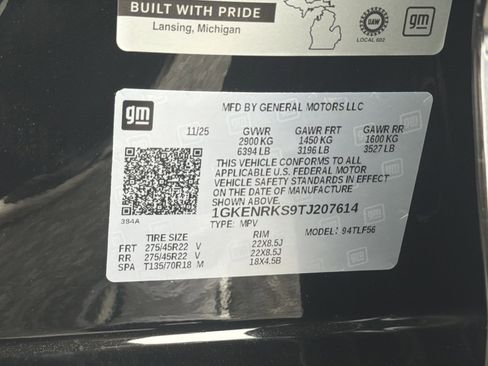 BUILT WITH PRIDE
Lansing, Michigan
UAW
LOCAL 602
gm
gm
MFD BY GENERAL MOTORS LLC
11/25 GVWR GAWR FRT GAWR RR
2900 KG 1450 KG 1600 KG
6394 LB 3196 LB 3527 LB
THIS VEHICLE CONFORMS TO ALL
APPLICABLE U.S. FEDERAL MOTOR
VEHICLE SAFETY STANDARDS IN EFFECT
ON THE DATE OF MANUFACTURE
SHOWN ABOVE.
1GKENRKS9TJ207614
384A
TYPE: MPV MODEL: 94TLF56
TIRE SIZE RIM
FRT 275/45R22 V 22X8.5J
RR 275/45R22 V 22X8.5J
SPA T135/70R18 M 18X4.5B